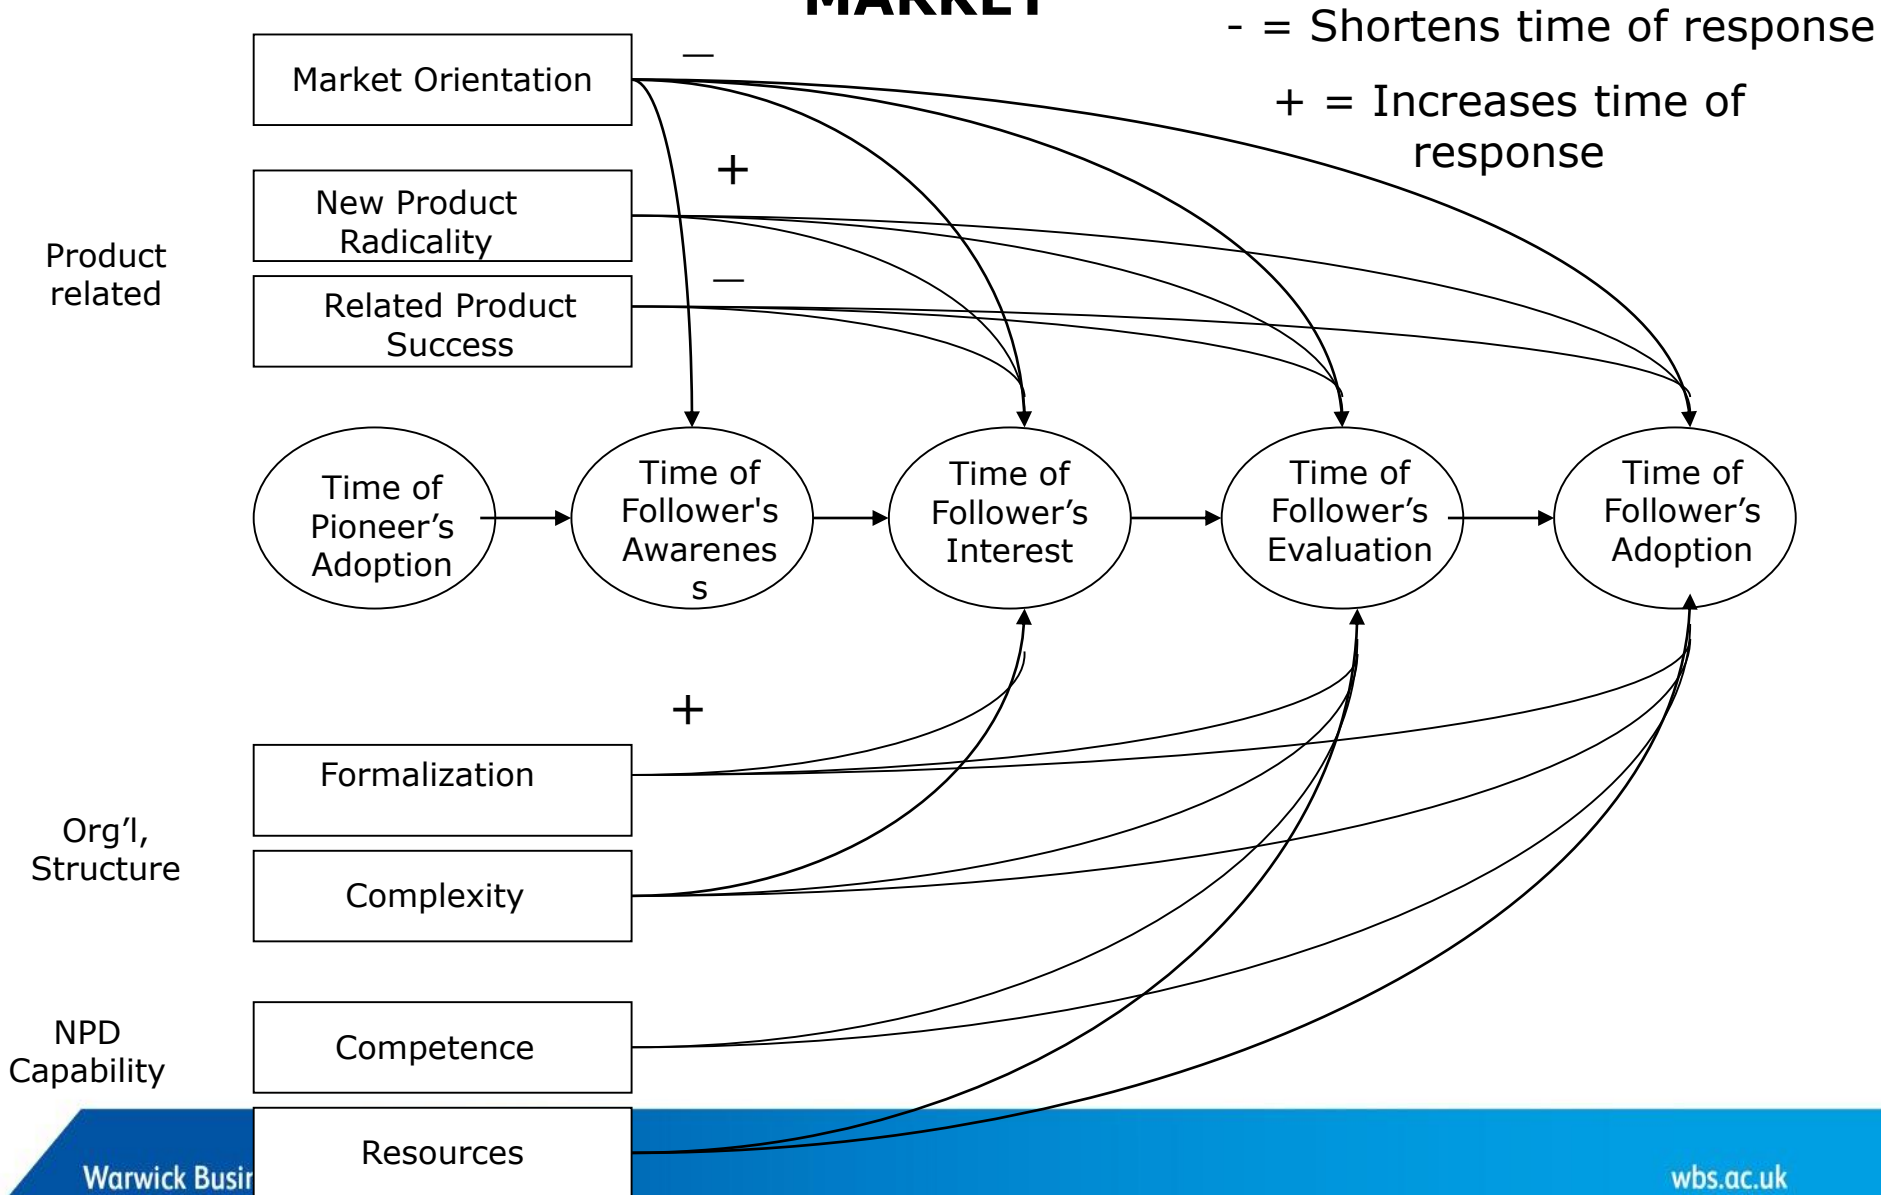 MARKET
- = Shortens time of response
+ = Increases time of
response
Market Orientation
–
+
New Product
Radicality
Product
related
–
Related Product
Success
Time of
Pioneer’s
Adoption
Time of
Follower's
Awarenes
s
Time of
Follower’s
Interest
Time of
Follower’s
Evaluation
Time of
Follower’s
Adoption
+
Formalization
Org’l,
Structure
Complexity
NPD
Capability
Competence
Resources
Warwick Busin
wbs.ac.uk